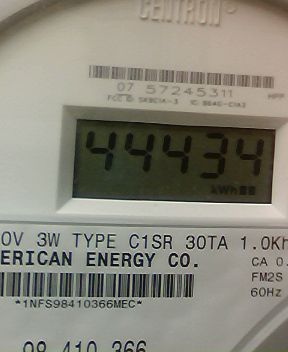 CENTRON
07 57245311
44434
kWh
0V 3W TYPE C1SR 30TA 1.0Kh
ERICAN ENERGY CO.
CA 0.
FM2S
60Hz
*1NFS98410366MEC*
98 410 366